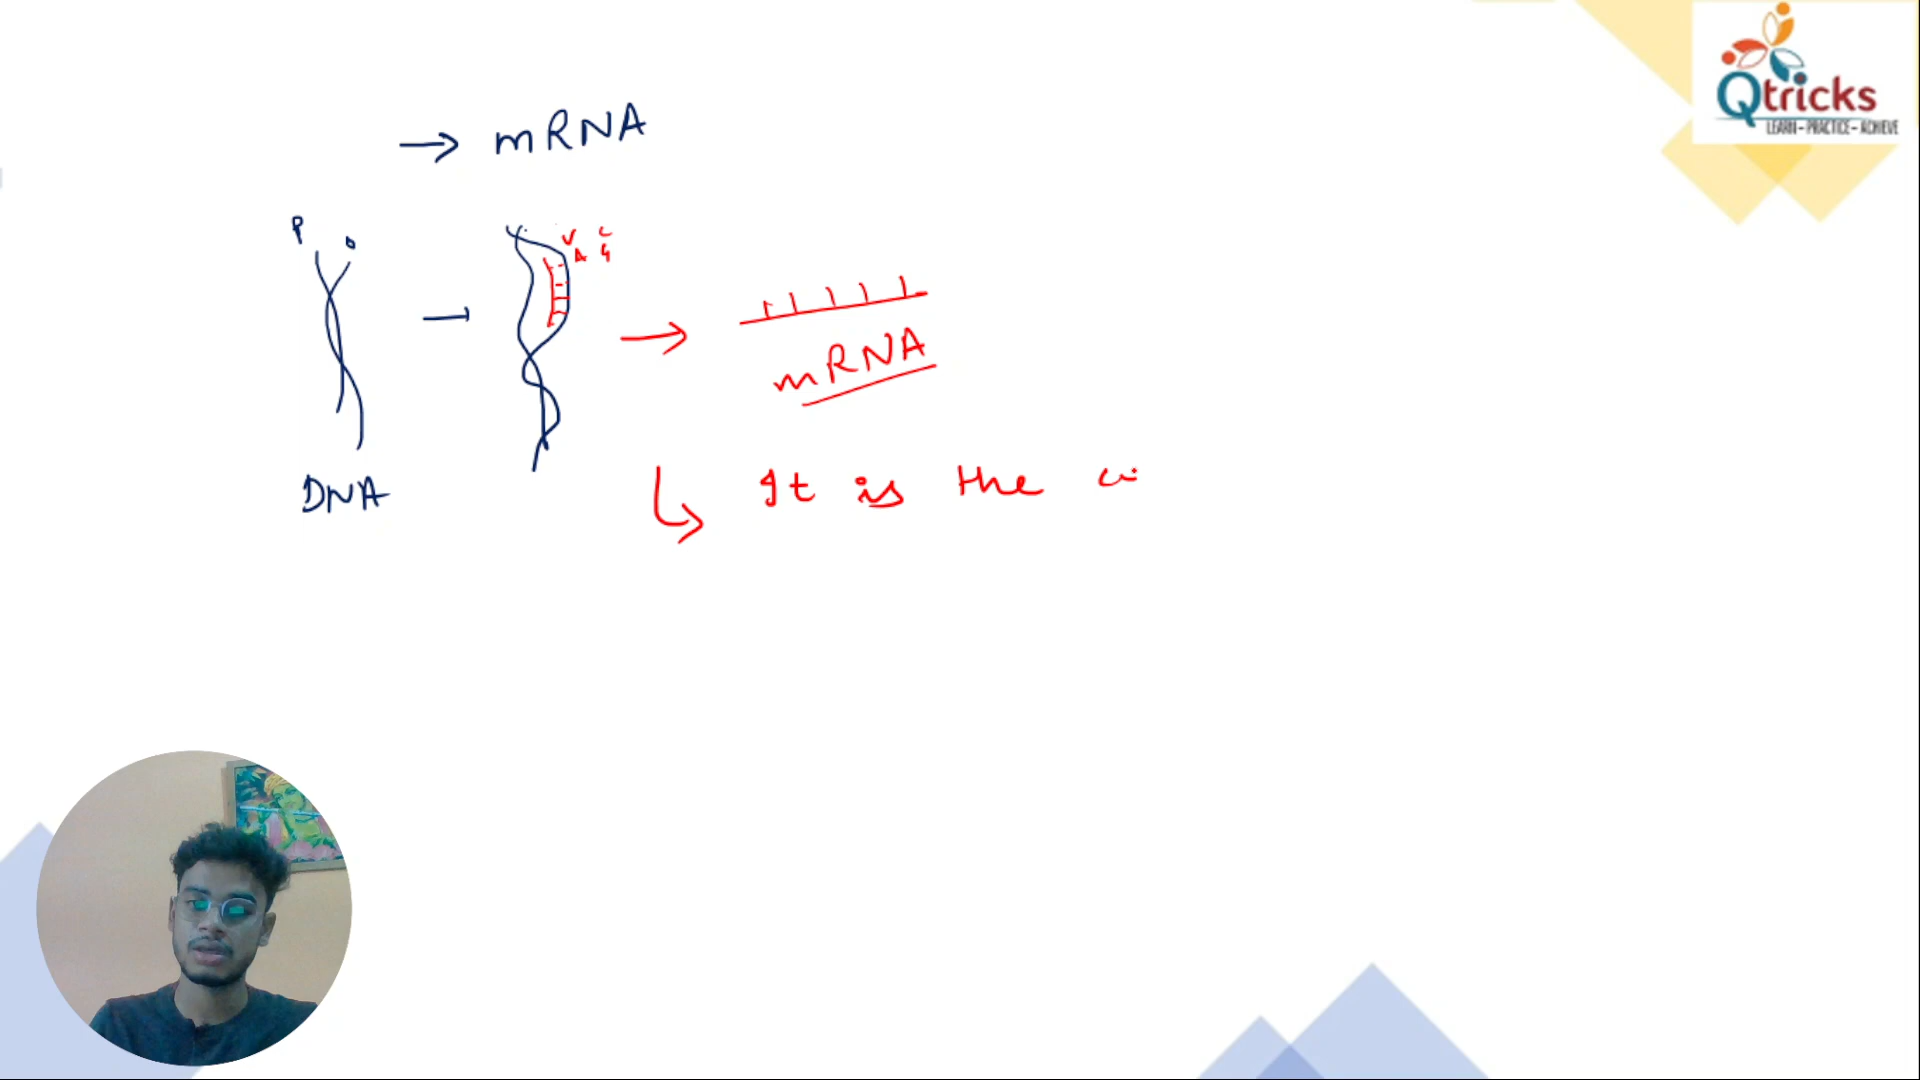 Qtricks
LEARN - PRACTICE - ACHIEVE
→ mRNA
P
U C
A G
→
→
mRNA
DNA
It is the